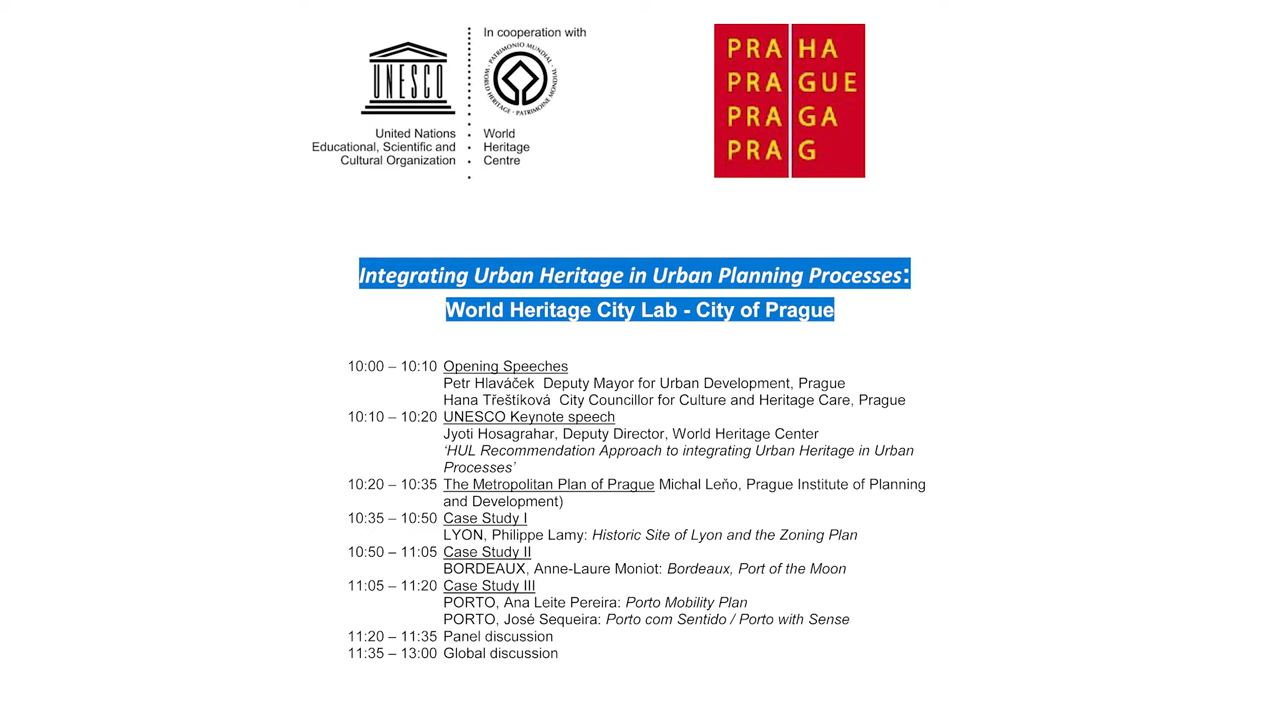 In cooperation with
UNESCO
PATRIMONIO MUNDIAL
WORLD HERITAGE
PATRIMOINE MONDIAL
United Nations
Educational, Scientific and
Cultural Organization
World
Heritage
Centre
PRA HA
PRA GUE
PRA GA
PRA G
Integrating Urban Heritage in Urban Planning Processes:
World Heritage City Lab - City of Prague
10:00 – 10:10 Opening Speeches
Petr Hlaváček Deputy Mayor for Urban Development, Prague
Hana Třeštíková City Councillor for Culture and Heritage Care, Prague
10:10 – 10:20 UNESCO Keynote speech
Jyoti Hosagrahar, Deputy Director, World Heritage Center
‘HUL Recommendation Approach to integrating Urban Heritage in Urban
Processes’
10:20 – 10:35 The Metropolitan Plan of Prague Michal Leňo, Prague Institute of Planning
and Development)
10:35 – 10:50 Case Study I
LYON, Philippe Lamy: Historic Site of Lyon and the Zoning Plan
10:50 – 11:05 Case Study II
BORDEAUX, Anne-Laure Moniot: Bordeaux, Port of the Moon
11:05 – 11:20 Case Study III
PORTO, Ana Leite Pereira: Porto Mobility Plan
PORTO, José Sequeira: Porto com Sentido / Porto with Sense
11:20 – 11:35 Panel discussion
11:35 – 13:00 Global discussion